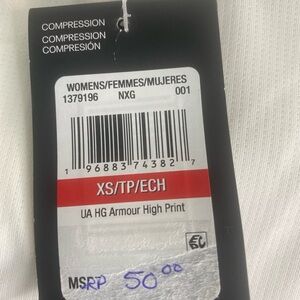 COMPRESSION
COMPRESSION
COMPRESIÓN
WOMENS/FEMMES/MUJERES
1379196 NXG 001
1 96883 74382 7
XS/TP/ECH
UA HG Armour High Print
MSRP 50 00